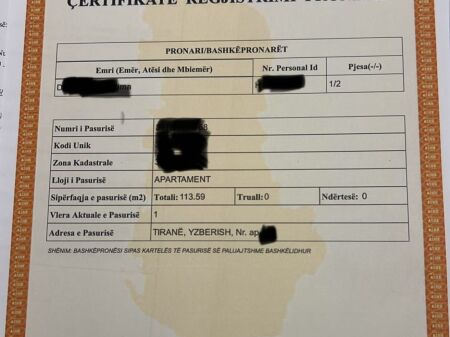 ÇERTIFIKATË REGJISTRIMI
PRONARI/BASHKËPRONARËT
Emri (Emër, Atësi dhe Mbiemër) Nr. Personal Id Pjesa(-/-)
1/2
Numri i Pasurisë
Kodi Unik
Zona Kadastrale
Lloji i Pasurisë APARTAMENT
Sipërfaqja e pasurisë (m2) Totali: 113.59 Trualli:0 Ndërtesë: 0
Vlera Aktuale e Pasurisë 1
Adresa e Pasurisë TIRANË, YZBERISH, Nr. ap
SHËNIM: BASHKËPRONËSI SIPAS KARTELËS TË PASURISË SË PALUAJTSHME BASHKËLIDHUR